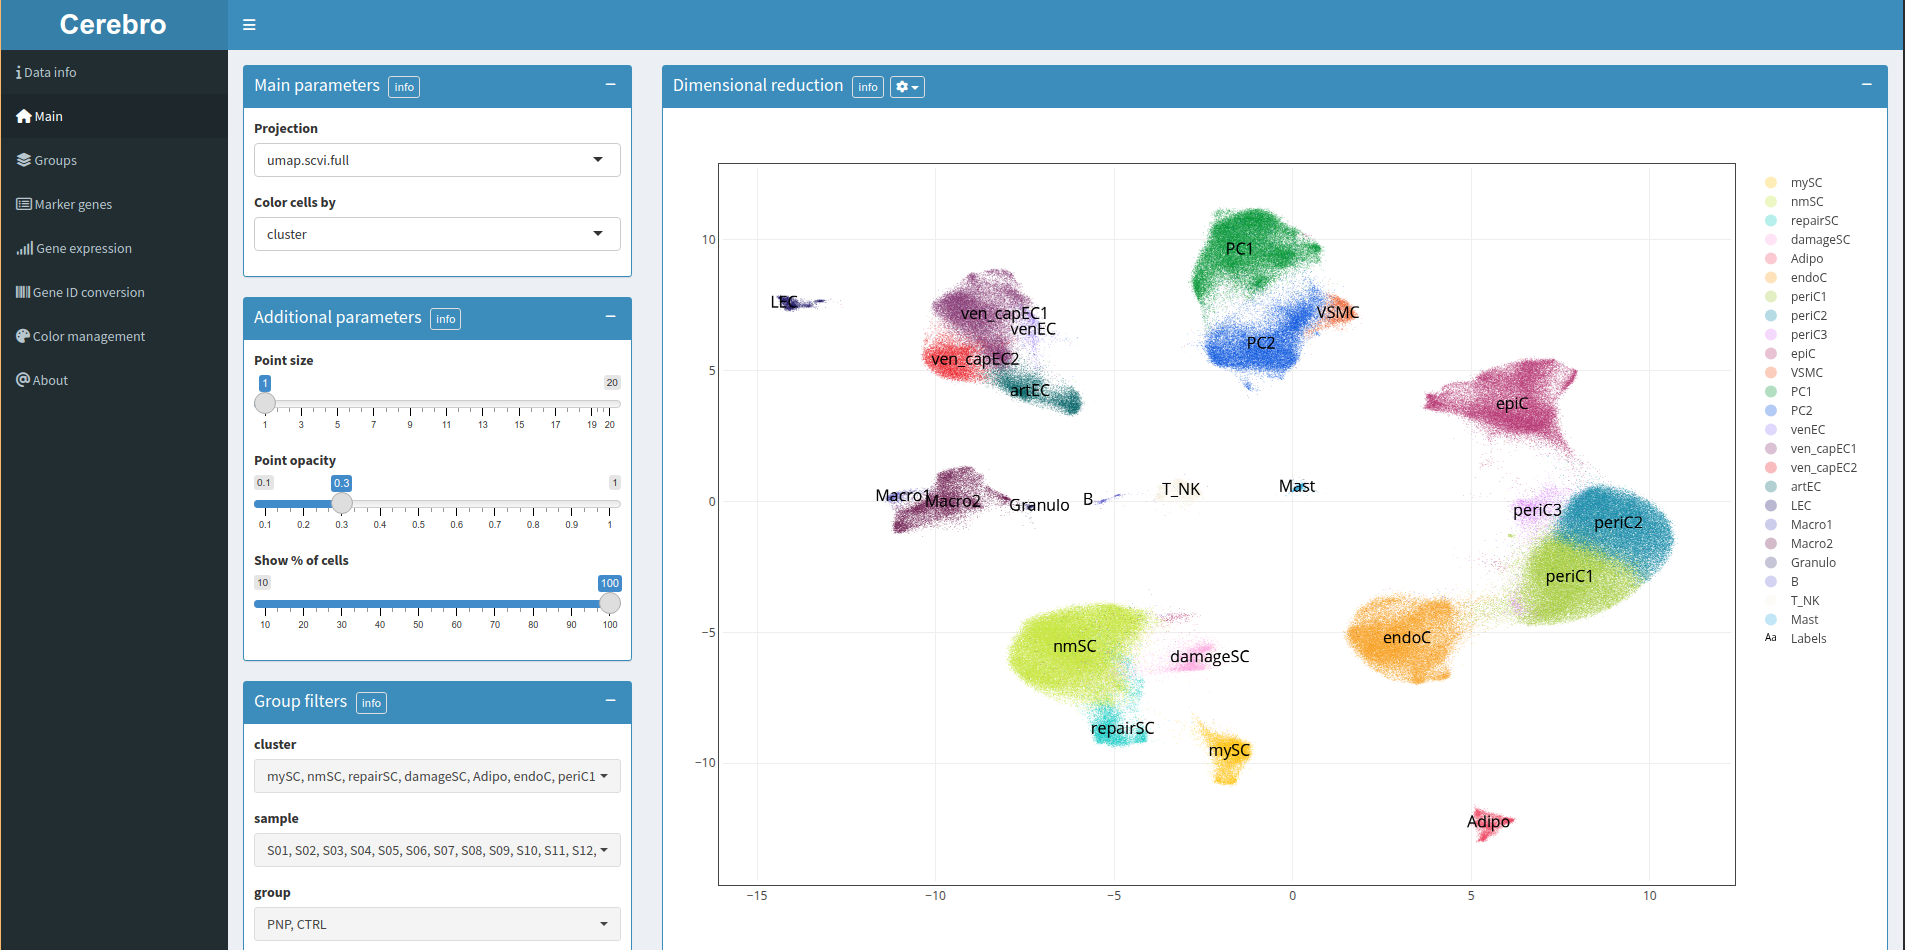 Cerebro
Data info
Main
Groups
Marker genes
Gene expression
Gene ID conversion
Color management
About
Main parameters info
Projection
umap.scvi.full
Color cells by
cluster
Additional parameters info
Point size
1 20
1 3 5 7 9 11 13 15 17 19 20
Point opacity
0.1 0.3 1
0.1 0.2 0.3 0.4 0.5 0.6 0.7 0.8 0.9 1
Show % of cells
10 100
10 20 30 40 50 60 70 80 90 100
Group filters info
cluster
mySC, nmSC, repairSC, damageSC, Adipo, endoC, periC1
sample
S01, S02, S03, S04, S05, S06, S07, S08, S09, S10, S11, S12,
group
PNP, CTRL
Dimensional reduction info
10
5
0
−5
−10
−15 −10 −5 0 5 10
PC1
LEC
ven_capEC1
VSMC
venEC
PC2
ven_capEC2
artEC
epiC
Macro1
Macro2
Granulo
B
T_NK
Mast
periC3
periC2
periC1
endoC
nmSC
damageSC
repairSC
mySC
Adipo
mySC
nmSC
repairSC
damageSC
Adipo
endoC
periC1
periC2
periC3
epiC
VSMC
PC1
PC2
venEC
ven_capEC1
ven_capEC2
artEC
LEC
Macro1
Macro2
Granulo
B
T_NK
Mast
Aa Labels